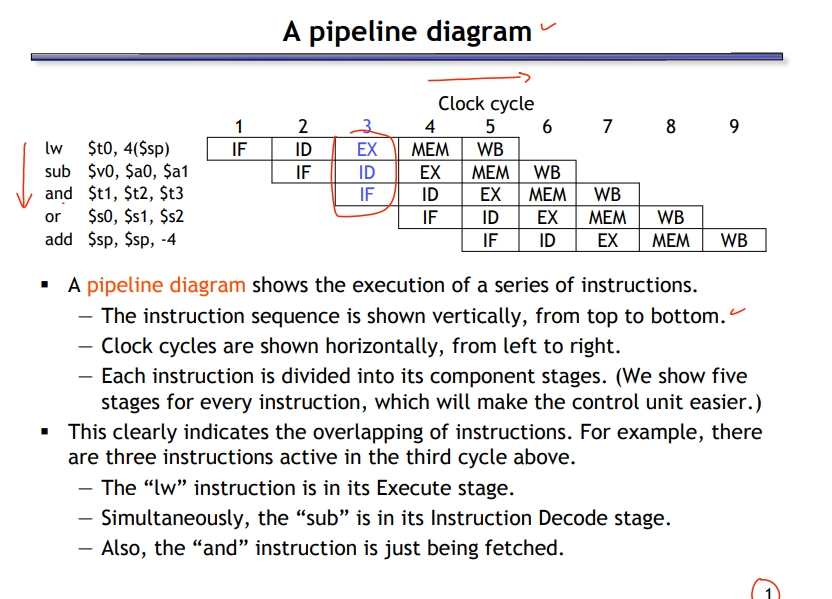 A pipeline diagram
Clock cycle
1 2 3 4 5 6 7 8 9
lw $t0, 4($sp) IF ID EX MEM WB
sub $v0, $a0, $a1 IF ID EX MEM WB
and $t1, $t2, $t3 IF ID EX MEM WB
or $s0, $s1, $s2 IF ID EX MEM WB
add $sp, $sp, -4 IF ID EX MEM WB
▪ A pipeline diagram shows the execution of a series of instructions.
— The instruction sequence is shown vertically, from top to bottom.
— Clock cycles are shown horizontally, from left to right.
— Each instruction is divided into its component stages. (We show five
stages for every instruction, which will make the control unit easier.)
▪ This clearly indicates the overlapping of instructions. For example, there
are three instructions active in the third cycle above.
— The “lw” instruction is in its Execute stage.
— Simultaneously, the “sub” is in its Instruction Decode stage.
— Also, the “and” instruction is just being fetched.
1